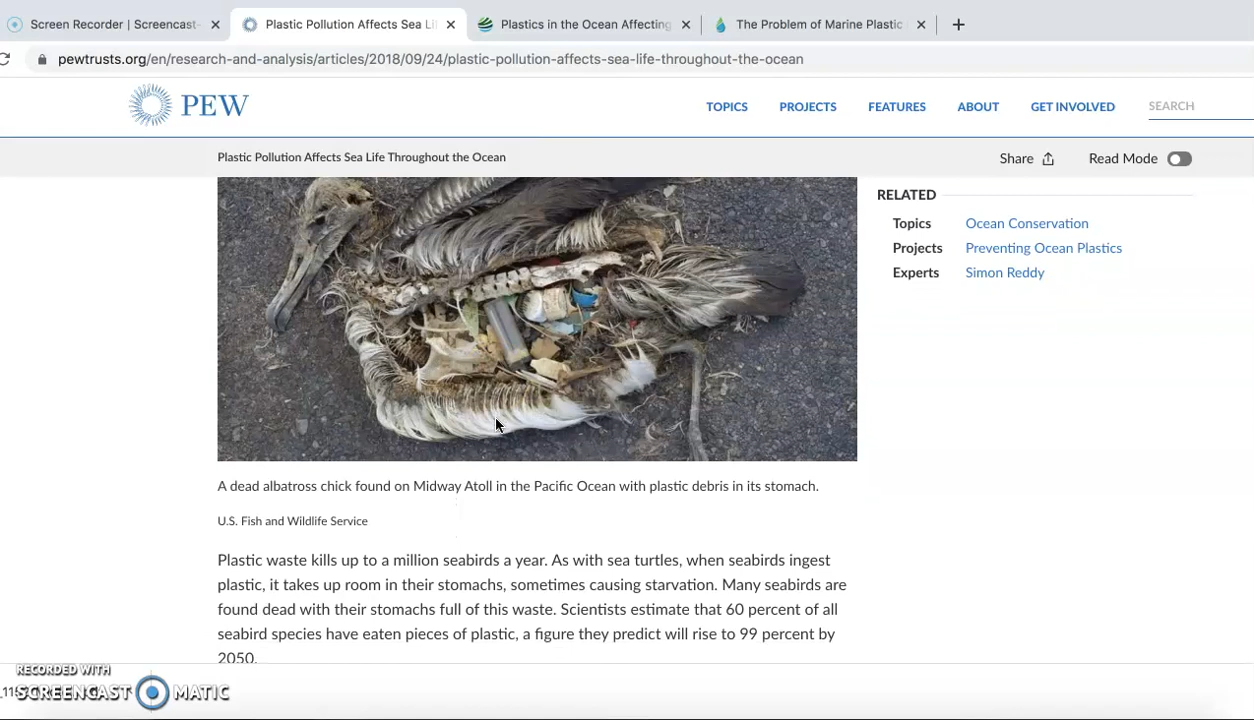 Screen Recorder | Screencast- × Plastic Pollution Affects Sea Li × Plastics in the Ocean Affecting × The Problem of Marine Plastic × +
pewtrusts.org/en/research-and-analysis/articles/2018/09/24/plastic-pollution-affects-sea-life-throughout-the-ocean
PEW TOPICS PROJECTS FEATURES ABOUT GET INVOLVED SEARCH
Plastic Pollution Affects Sea Life Throughout the Ocean Share Read Mode
RELATED
Topics Ocean Conservation
Projects Preventing Ocean Plastics
Experts Simon Reddy
A dead albatross chick found on Midway Atoll in the Pacific Ocean with plastic debris in its stomach.
U.S. Fish and Wildlife Service
Plastic waste kills up to a million seabirds a year. As with sea turtles, when seabirds ingest
plastic, it takes up room in their stomachs, sometimes causing starvation. Many seabirds are
found dead with their stomachs full of this waste. Scientists estimate that 60 percent of all
seabird species have eaten pieces of plastic, a figure they predict will rise to 99 percent by
2050.
RECORDED WITH
SCREENCAST MATIC